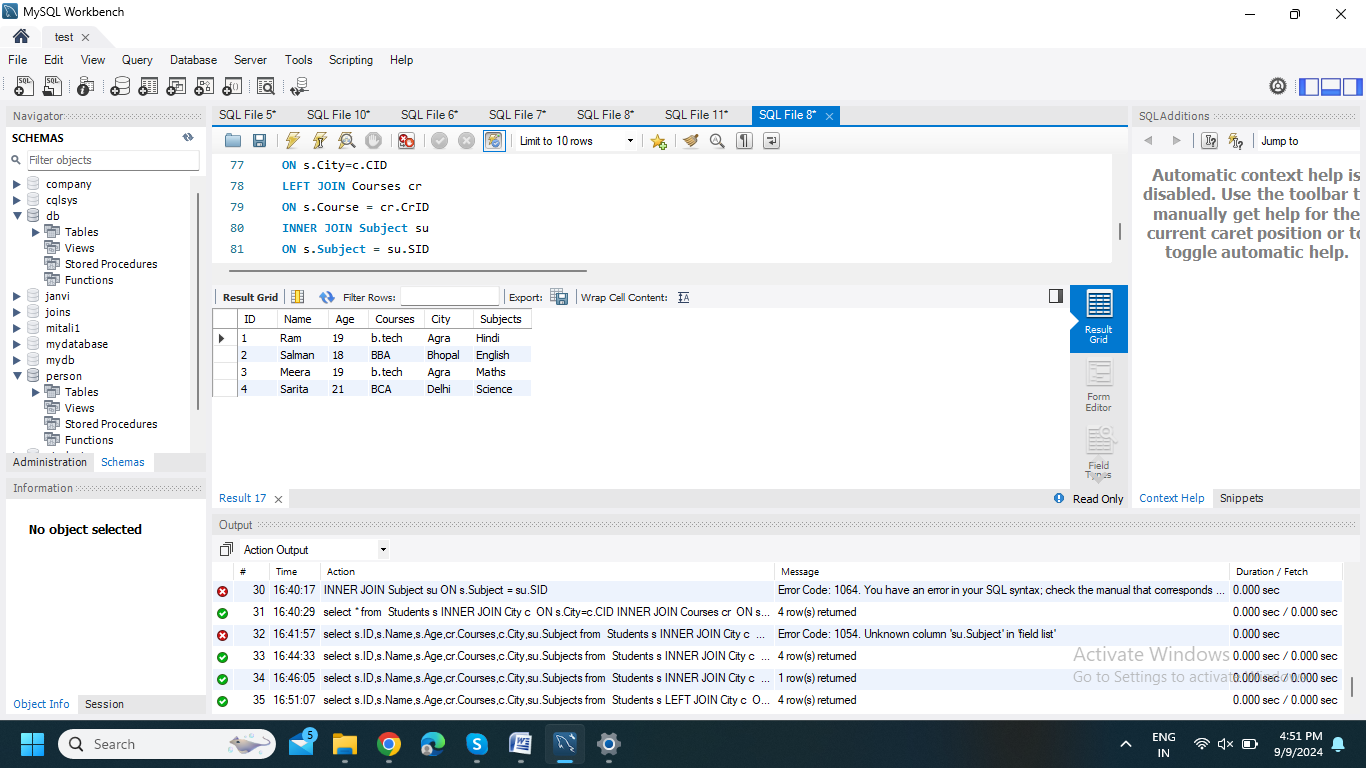 MySQL Workbench
test
File Edit View Query Database Server Tools Scripting Help
Navigator
SCHEMAS
Filter objects
company
cqlsys
db
Tables
Views
Stored Procedures
Functions
janvi
joins
mitali1
mydatabase
mydb
person
Tables
Views
Stored Procedures
Functions
Administration Schemas
Information
No object selected
Object Info Session
SQL File 5* SQL File 10* SQL File 6* SQL File 7* SQL File 8* SQL File 11* SQL File 8*
Limit to 10 rows
77 ON s.City=c.CID
78 LEFT JOIN Courses cr
79 ON s.Course = cr.CrID
80 INNER JOIN Subject su
81 ON s.Subject = su.SID
Result Grid Filter Rows: Export: Wrap Cell Content:
ID Name Age Courses City Subjects
1 Ram 19 b.tech Agra Hindi
2 Salman 18 BBA Bhopal English
3 Meera 19 b.tech Agra Maths
4 Sarita 21 BCA Delhi Science
Result
Grid
Form
Editor
Field
Types
Result 17
Read Only
SQLAdditions
Jump to
Automatic context help is
disabled. Use the toolbar t
manually get help for the
current caret position or to
toggle automatic help.
Context Help Snippets
Output
Action Output
# Time Action Message Duration / Fetch
30 16:40:17 INNER JOIN Subject su ON s.Subject = su.SID Error Code: 1064. You have an error in your SQL syntax; check the manual that corresponds ... 0.000 sec
31 16:40:29 select * from Students s INNER JOIN City c ON s.City=c.CID INNER JOIN Courses cr ON s... 4 row(s) returned 0.000 sec / 0.000 sec
32 16:41:57 select s.ID,s.Name,s.Age,cr.Courses,c.City,su.Subject from Students s INNER JOIN City c ... Error Code: 1054. Unknown column 'su.Subject' in 'field list' 0.000 sec
33 16:44:33 select s.ID,s.Name,s.Age,cr.Courses,c.City,su.Subjects from Students s INNER JOIN City c ... 4 row(s) returned 0.000 sec / 0.000 sec
34 16:46:05 select s.ID,s.Name,s.Age,cr.Courses,c.City,su.Subjects from Students s INNER JOIN City c ... 1 row(s) returned 0.000 sec / 0.000 sec
35 16:51:07 select s.ID,s.Name,s.Age,cr.Courses,c.City,su.Subjects from Students s LEFT JOIN City c O... 4 row(s) returned 0.000 sec / 0.000 sec
Activate Windows
Go to Settings to activate Windows.
Search
5
ENG
IN
4:51 PM
9/9/2024